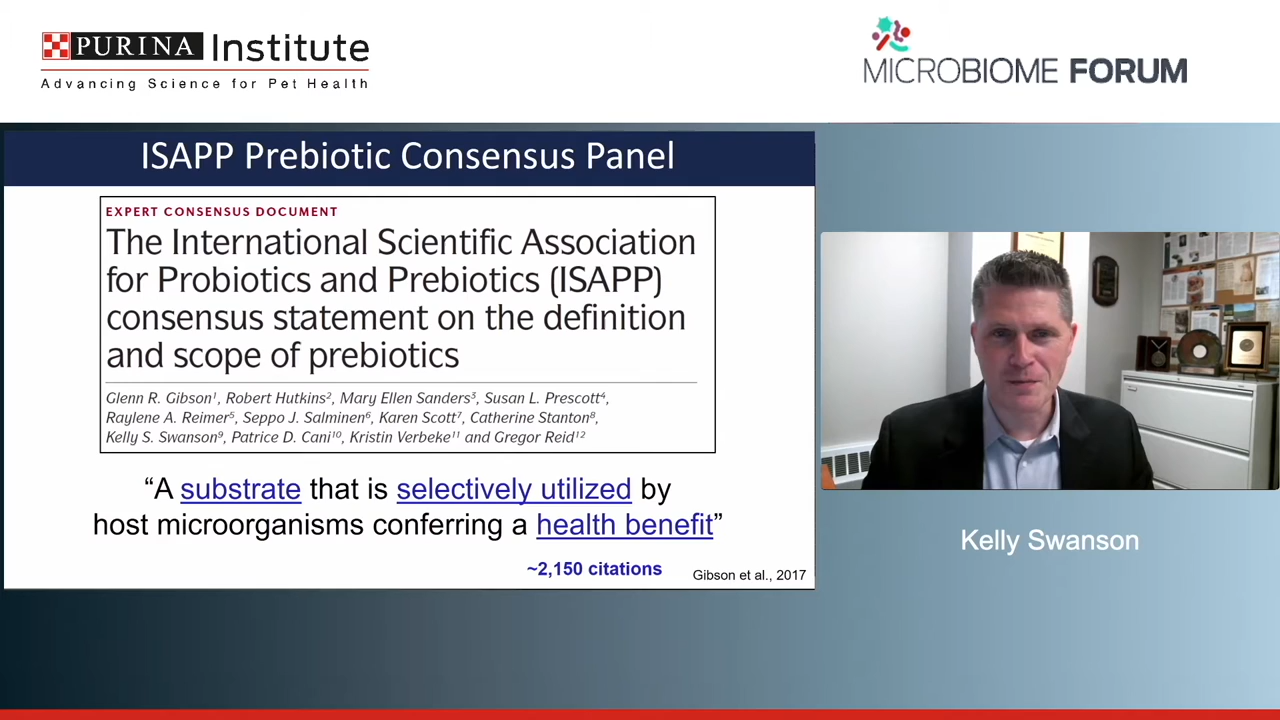 PURINA Institute
Advancing Science for Pet Health
MICROBIOME FORUM
ISAPP Prebiotic Consensus Panel
EXPERT CONSENSUS DOCUMENT
The International Scientific Association
for Probiotics and Prebiotics (ISAPP)
consensus statement on the definition
and scope of prebiotics
Glenn R. Gibson¹, Robert Hutkins², Mary Ellen Sanders³, Susan L. Prescott⁴,
Raylene A. Reimer⁵, Seppo J. Salminen⁶, Karen Scott⁷, Catherine Stanton⁸,
Kelly S. Swanson⁹, Patrice D. Cani¹⁰, Kristin Verbeke¹¹ and Gregor Reid¹²
“A substrate that is selectively utilized by
host microorganisms conferring a health benefit”
~2,150 citations
Gibson et al., 2017
Kelly Swanson